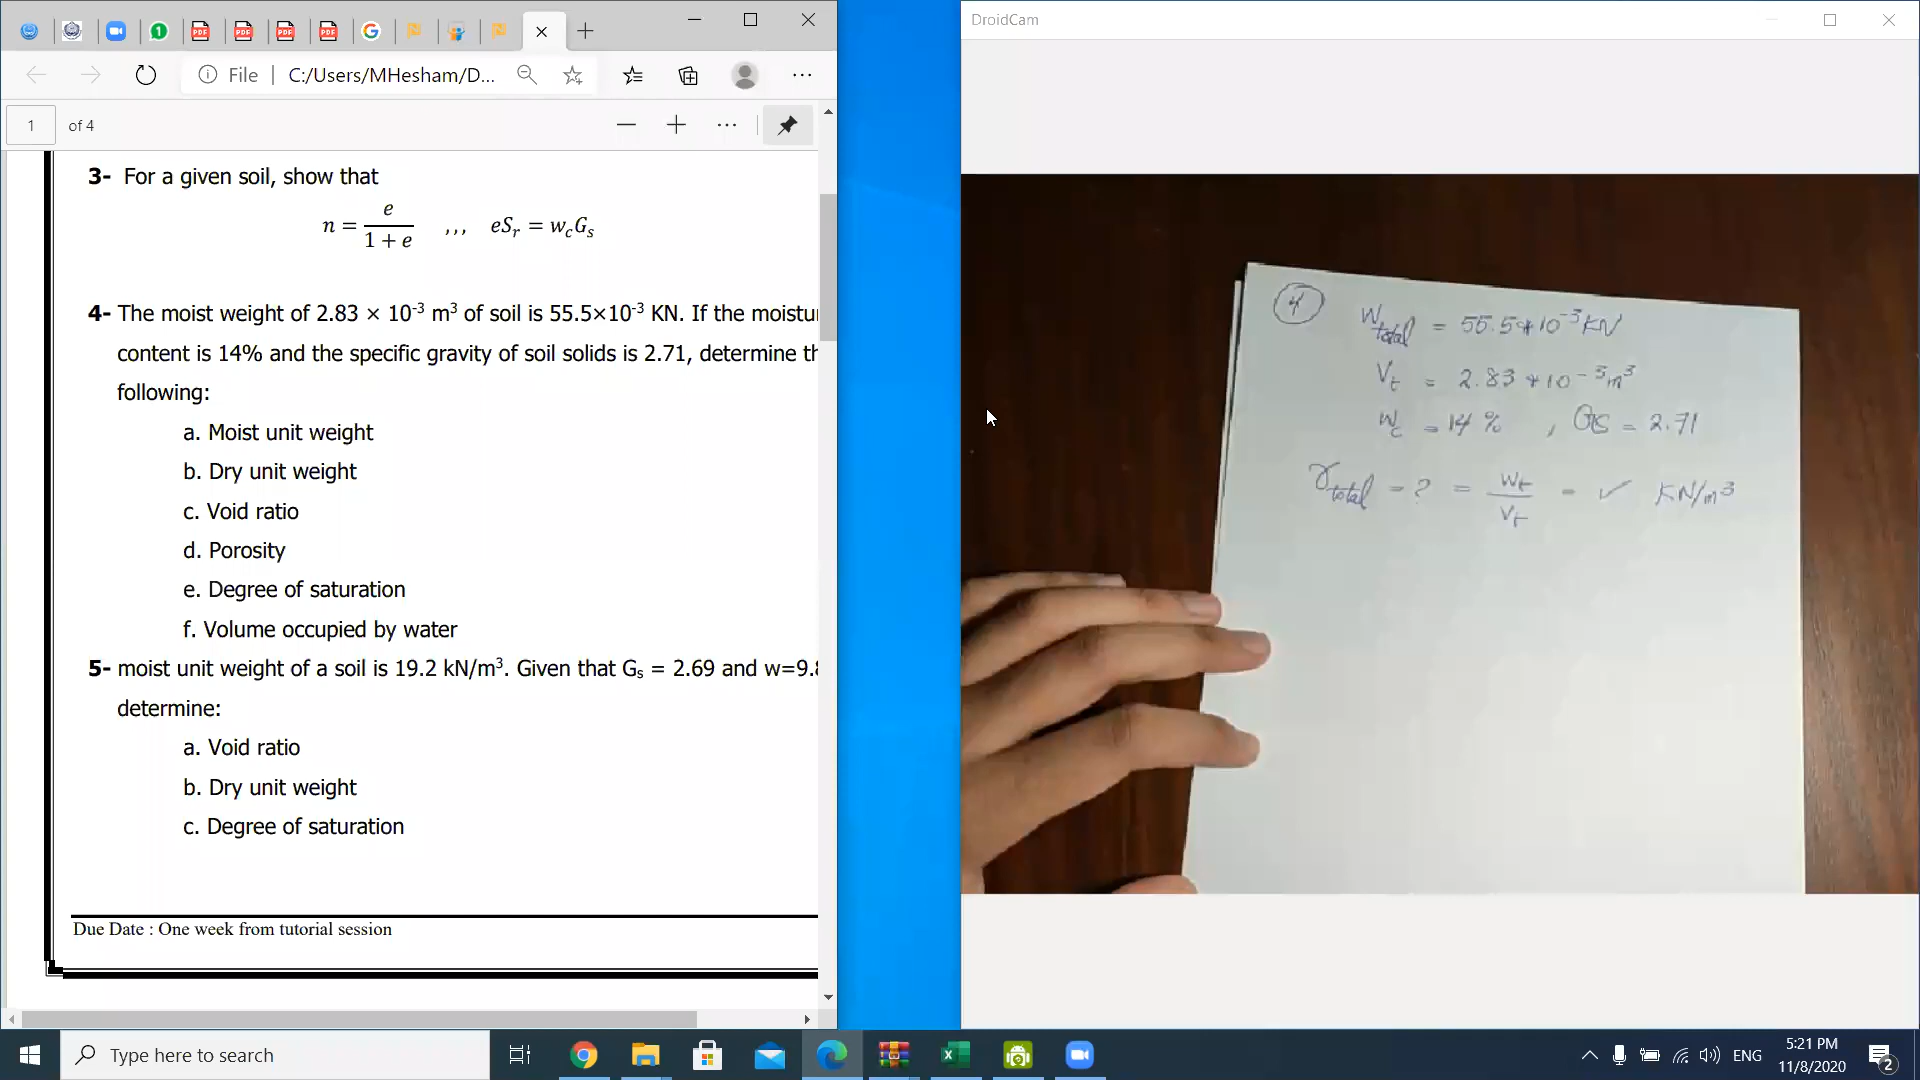 DroidCam
1
File
C:/Users/MHesham/D...
1 of 4
3- For a given soil, show that
n = e / 1 + e ,,, eSr = wcGs
4- The moist weight of 2.83 × 10-3 m3 of soil is 55.5×10-3 KN. If the moistu
content is 14% and the specific gravity of soil solids is 2.71, determine th
following:
a. Moist unit weight
b. Dry unit weight
c. Void ratio
d. Porosity
e. Degree of saturation
f. Volume occupied by water
5- moist unit weight of a soil is 19.2 kN/m3. Given that Gs = 2.69 and w=9.8
determine:
a. Void ratio
b. Dry unit weight
c. Degree of saturation
Due Date : One week from tutorial session
4
Wtotal = 55.5*10-3 KN
Vt = 2.83*10-3 m3
Wc = 14% , Gs = 2.71
γtotal = ? = Wt / Vt = ✓ KN/m3
Type here to search
ENG
5:21 PM
11/8/2020
2